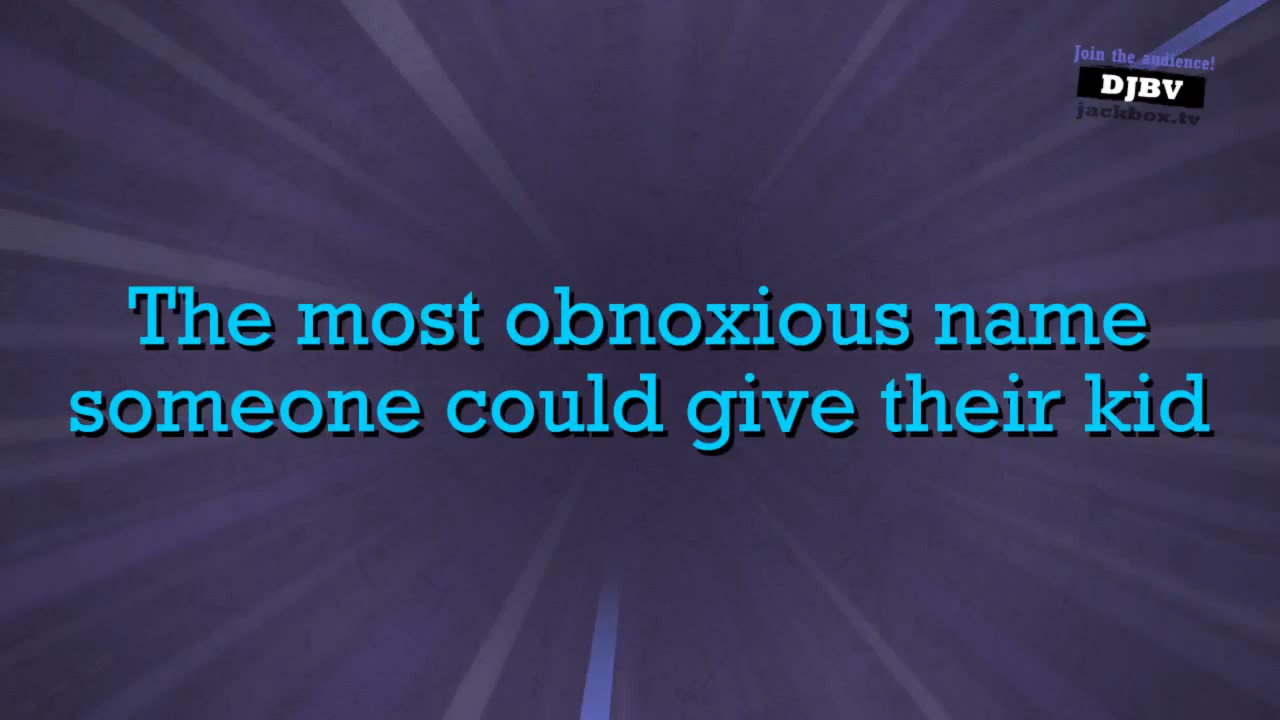 Join the audience!
DJBV
jackbox.tv
The most obnoxious name
someone could give their kid